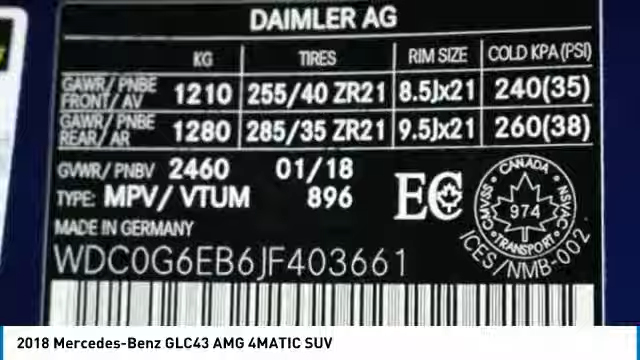 DAIMLER AG
KG TIRES RIM SIZE COLD KPA(PSI)
GAWR/PNBE FRONT/AV 1210 255/40 ZR21 8.5Jx21 240(35)
GAWR/PNBE REAR/AR 1280 285/35 ZR21 9.5Jx21 260(38)
GVWR/PNBV 2460 01/18
TYPE: MPV/VTUM 896
EC
CANADA
CMVSS NSVAC
974
TRANSPORT
ICES/NMB-002
MADE IN GERMANY
WDC0G6EB6JF403661
2018 Mercedes-Benz GLC43 AMG 4MATIC SUV